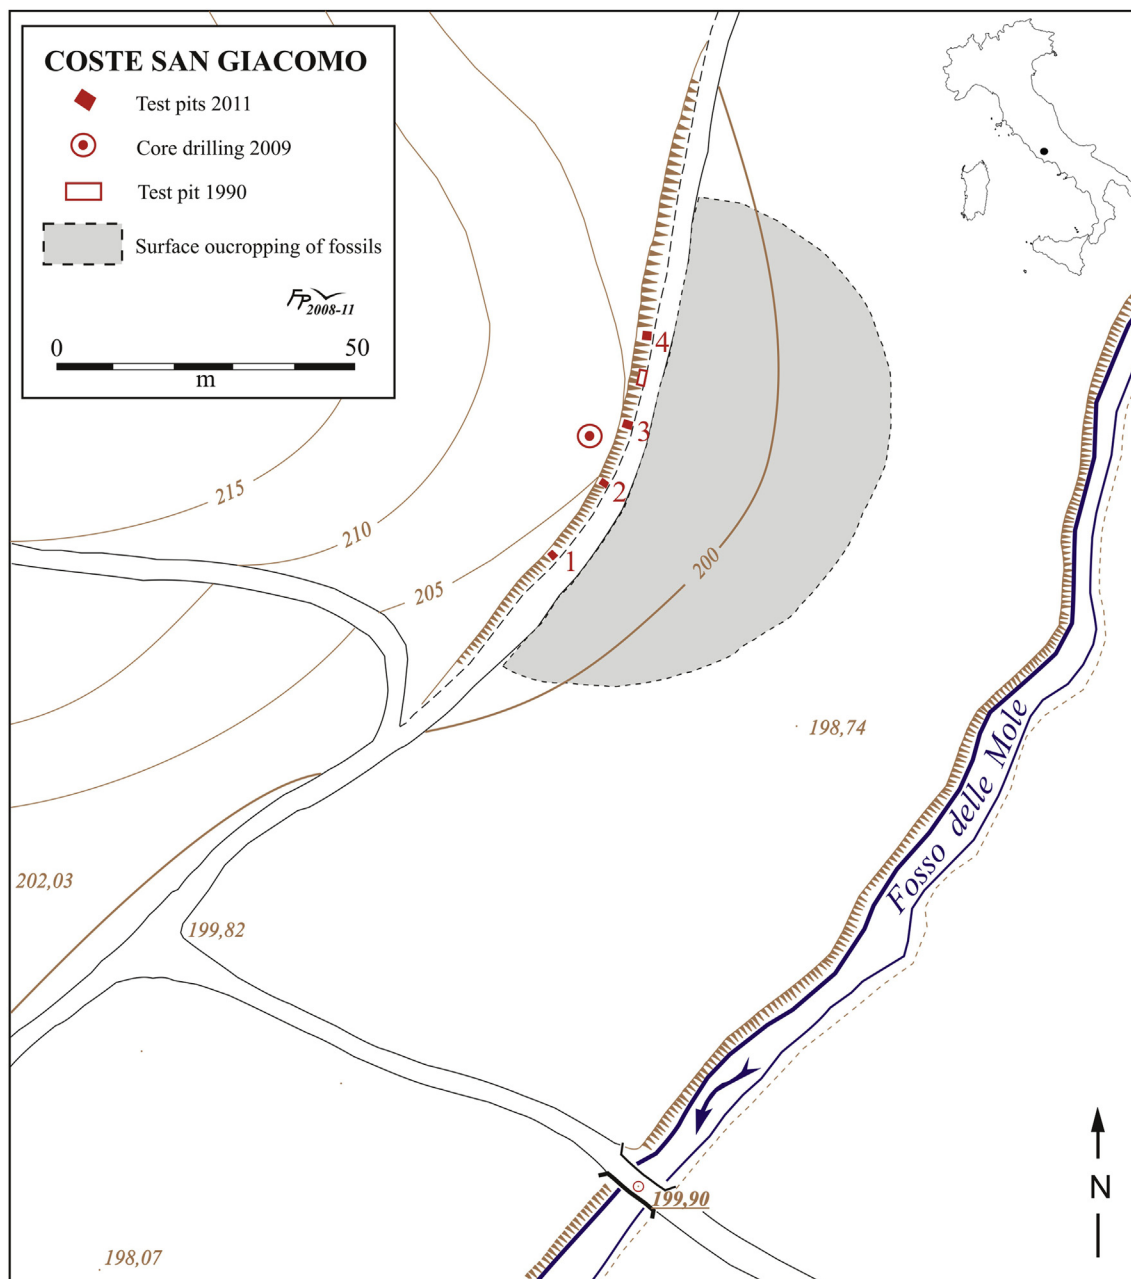 COSTE SAN GIACOMO
Test pits 2011
Core drilling 2009
Test pit 1990
Surface oucropping of fossils
FP 2008-11
0 50
m
4
3
2
1
215
210
205
200
198,74
Fosso delle Mole
202,03
199,82
199,90
198,07
N